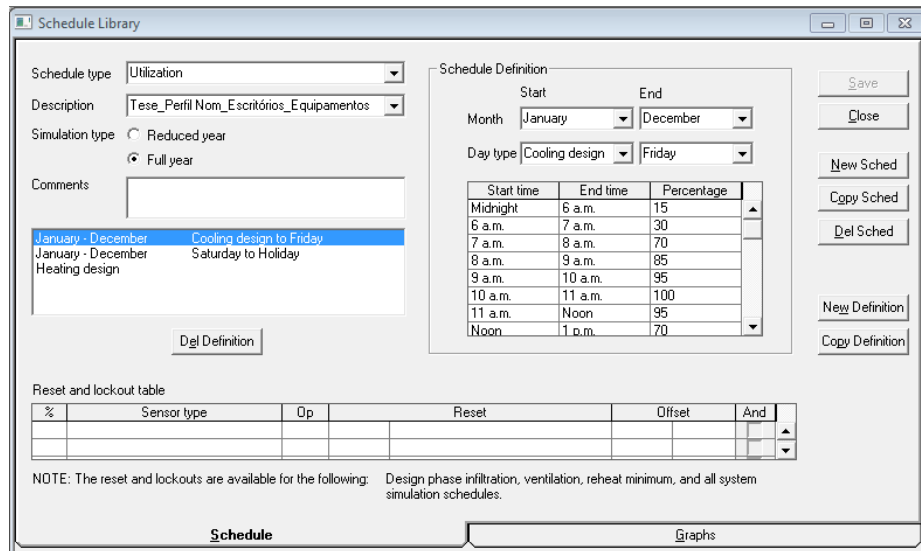 Schedule Library
Schedule type Utilization
Description Tese_Perfil Nom_Escritórios_Equipamentos
Simulation type Reduced year
Full year
Comments
January - December Cooling design to Friday
January - December Saturday to Holiday
Heating design
Del Definition
Schedule Definition
Start End
Month January December
Day type Cooling design Friday
Start time End time Percentage
Midnight 6 a.m. 15
6 a.m. 7 a.m. 30
7 a.m. 8 a.m. 70
8 a.m. 9 a.m. 85
9 a.m. 10 a.m. 95
10 a.m. 11 a.m. 100
11 a.m. Noon 95
Noon 1 p.m. 70
Save
Close
New Sched
Copy Sched
Del Sched
New Definition
Copy Definition
Reset and lockout table
% Sensor type Op Reset Offset And
NOTE: The reset and lockouts are available for the following: Design phase infiltration, ventilation, reheat minimum, and all system
simulation schedules.
Schedule Graphs